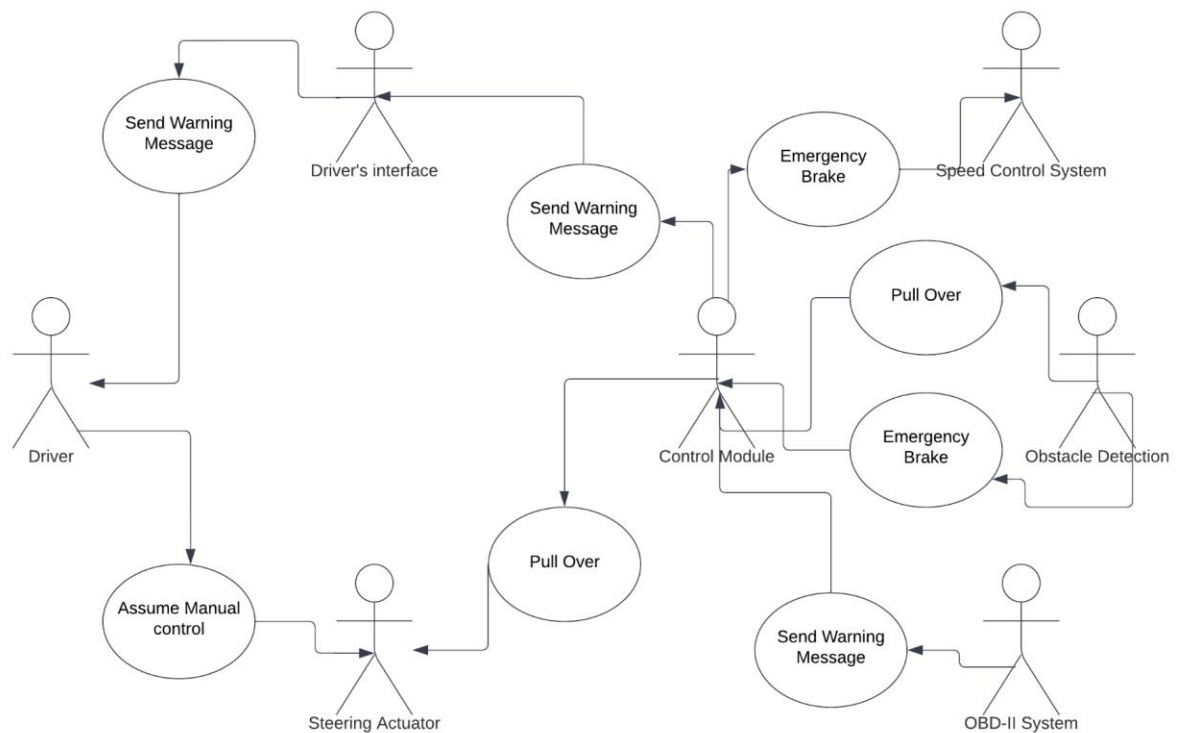 Send Warning
Message
Driver's interface
Send Warning
Message
Emergency
Brake
Speed Control System
Pull Over
Driver
Control Module
Emergency
Brake
Obstacle Detection
Pull Over
Assume Manual
control
Steering Actuator
Send Warning
Message
OBD-II System